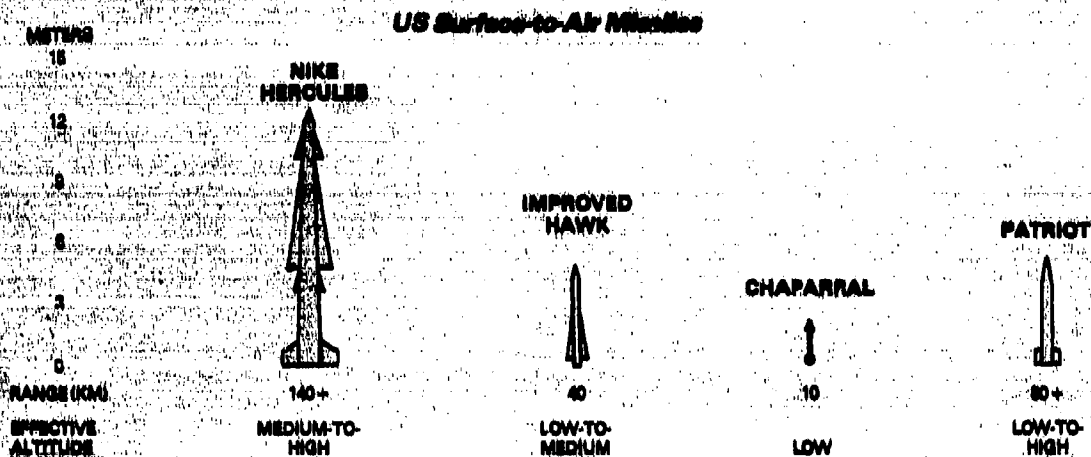 US Surface-to-Air Missiles
METERS
15
12
9
6
3
0
NIKE
HERCULES
IMPROVED
HAWK
CHAPARRAL
PATRIOT
RANGE (KM)
140+
40
10
80+
EFFECTIVE
ALTITUDE
MEDIUM-TO-
HIGH
LOW-TO-
MEDIUM
LOW
LOW-TO-
HIGH